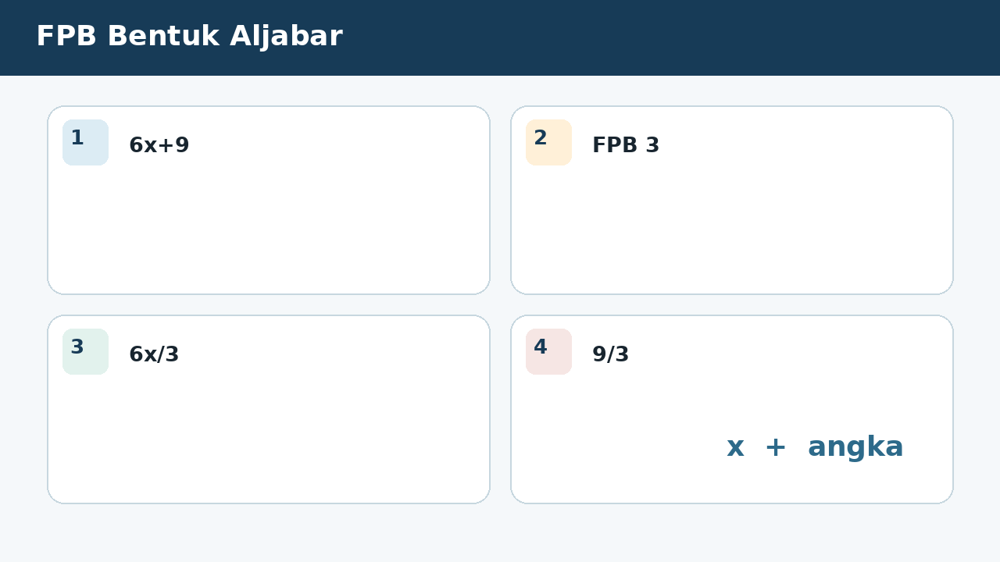 FPB Bentuk Aljabar
1
6x+9
2
FPB 3
3
6x/3
4
9/3
x + angka